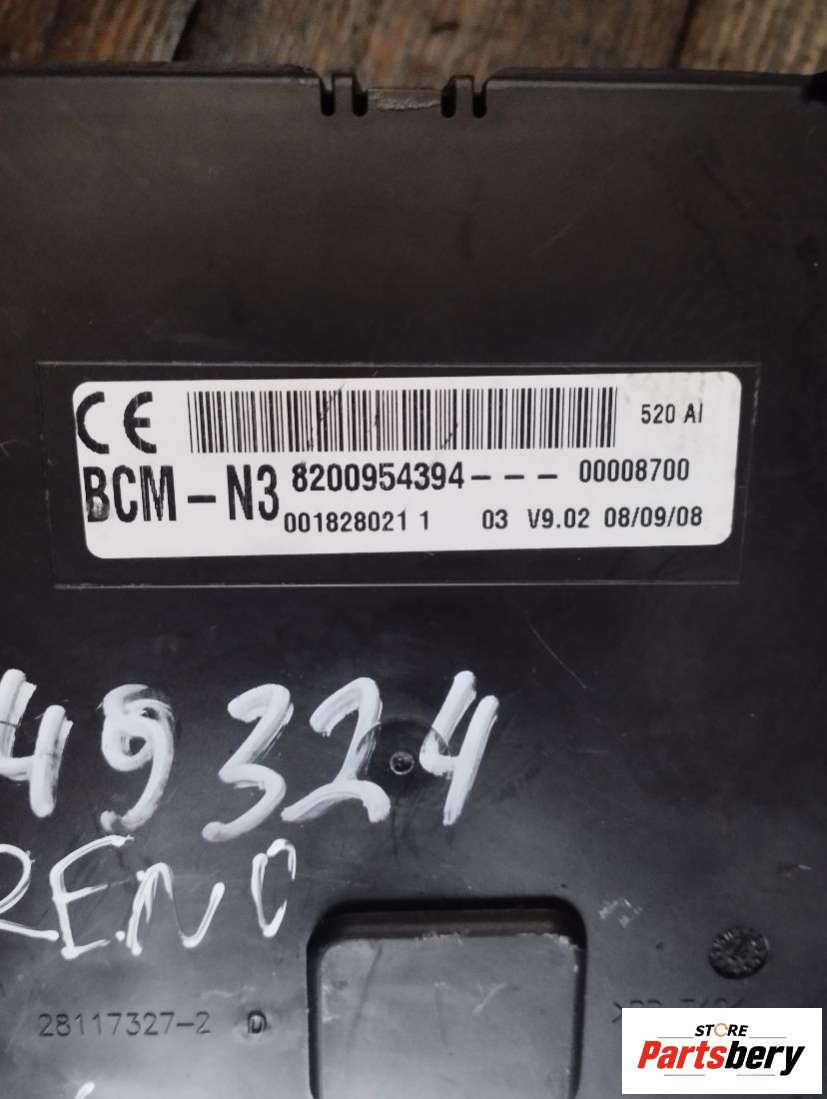 CE 520 AI
BCM-N3 8200954394--- 00008700
001828021 1 03 V9.02 08/09/08
49324
RENO
28117327-2 D
STORE
Partsbery